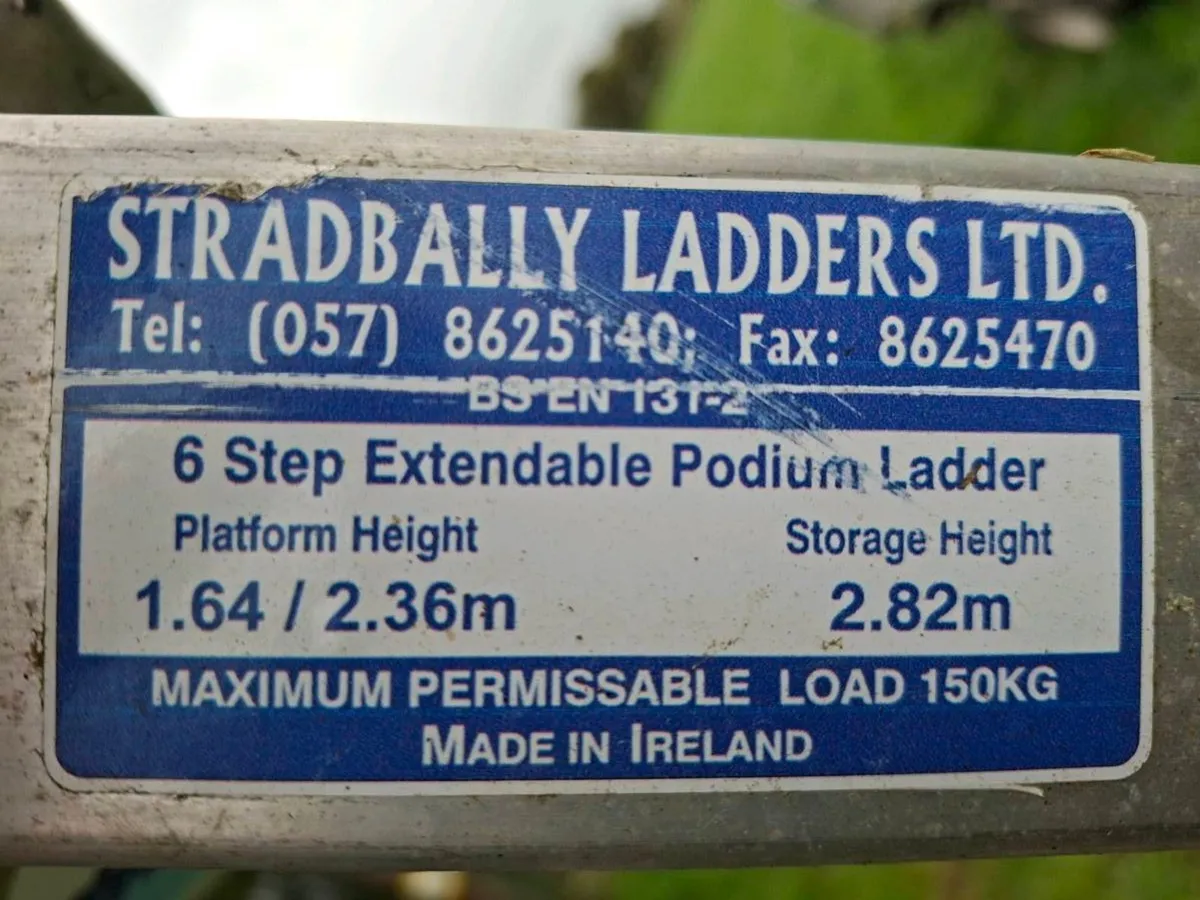 STRADBALLY LADDERS LTD.
Tel: (057) 8625140; Fax: 8625470
BS EN 131-2
6 Step Extendable Podium Ladder
Platform Height Storage Height
1.64 / 2.36m 2.82m
MAXIMUM PERMISSABLE LOAD 150KG
MADE IN IRELAND